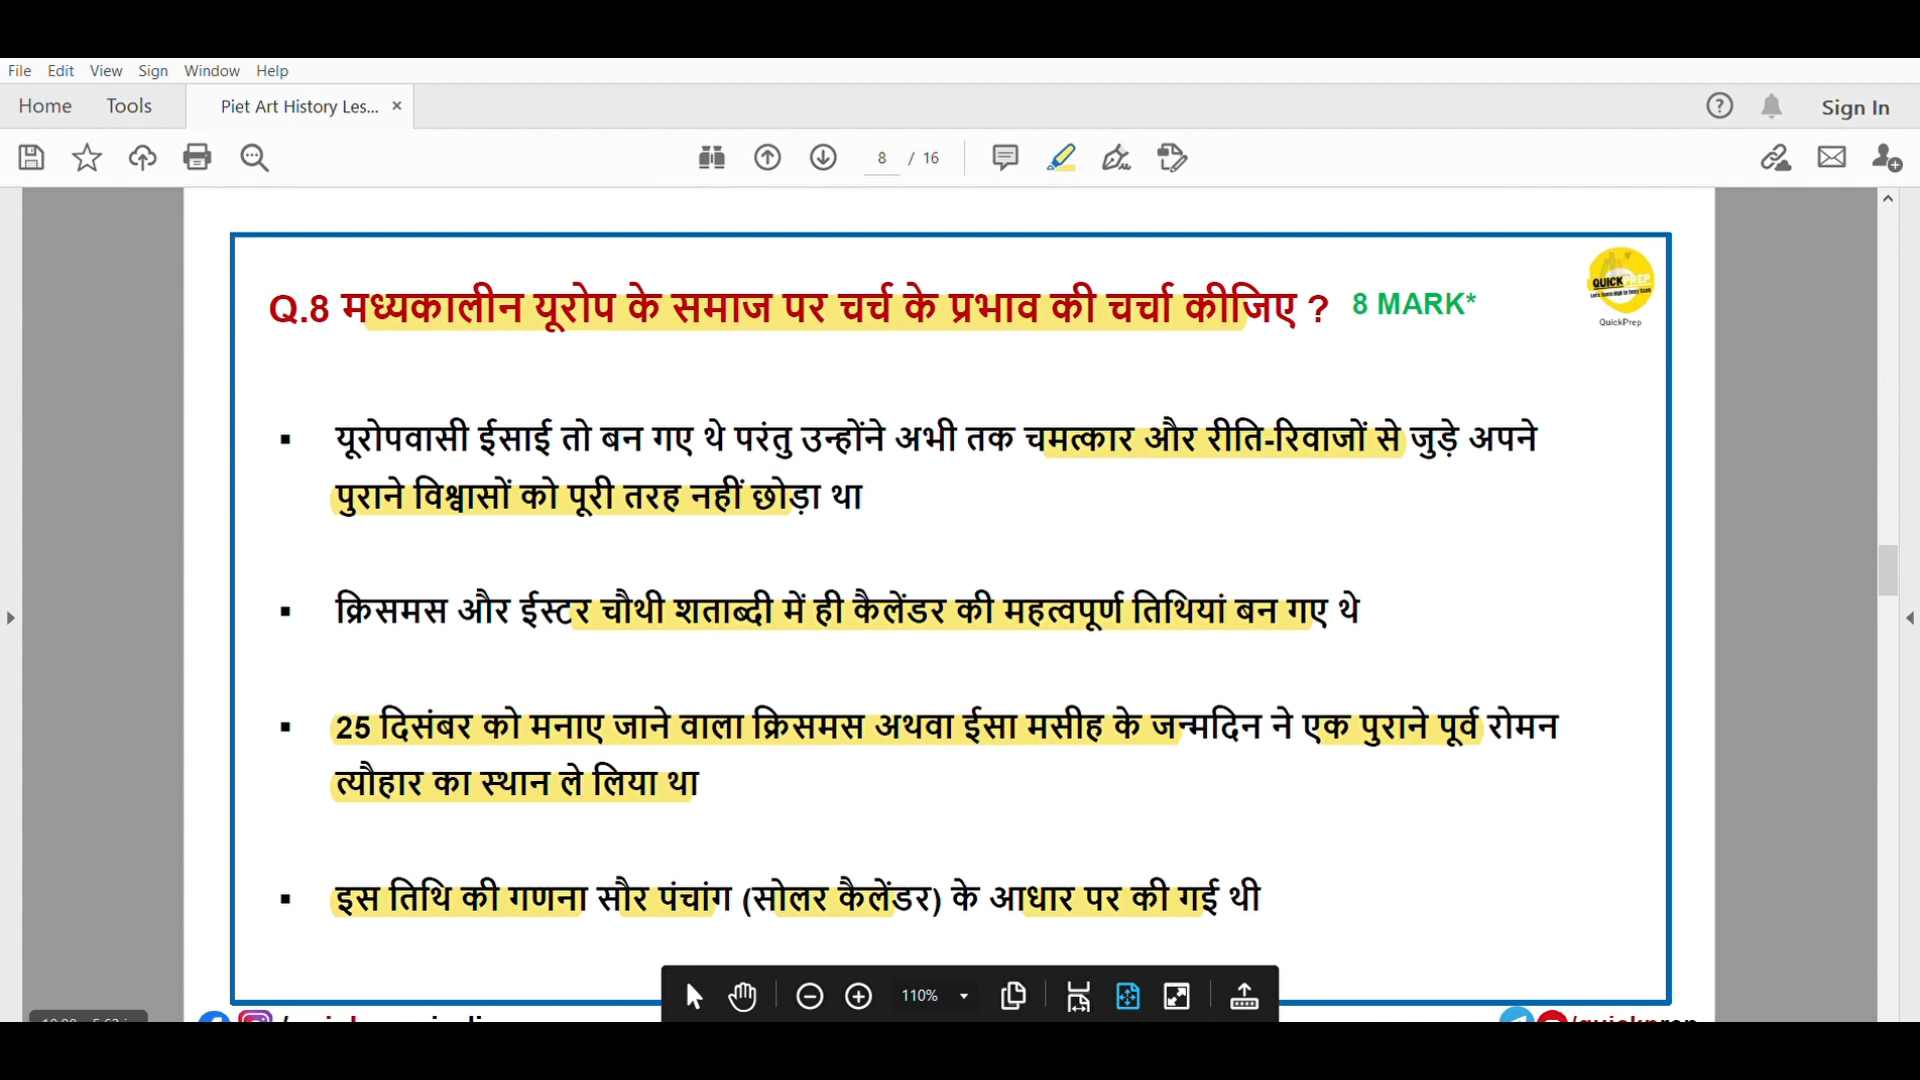 File Edit View Sign Window Help
Home Tools Piet Art History Les... × Sign In
8 / 16
Q.8 मध्यकालीन यूरोप के समाज पर चर्च के प्रभाव की चर्चा कीजिए ? 8 MARK*
QUICKPREP
QuickPrep
▪ यूरोपवासी ईसाई तो बन गए थे परंतु उन्होंने अभी तक चमत्कार और रीति-रिवाजों से जुड़े अपने
पुराने विश्वासों को पूरी तरह नहीं छोड़ा था
▪ क्रिसमस और ईस्टर चौथी शताब्दी में ही कैलेंडर की महत्वपूर्ण तिथियां बन गए थे
▪ 25 दिसंबर को मनाए जाने वाला क्रिसमस अथवा ईसा मसीह के जन्मदिन ने एक पुराने पूर्व रोमन
त्यौहार का स्थान ले लिया था
▪ इस तिथि की गणना सौर पंचांग (सोलर कैलेंडर) के आधार पर की गई थी
110%